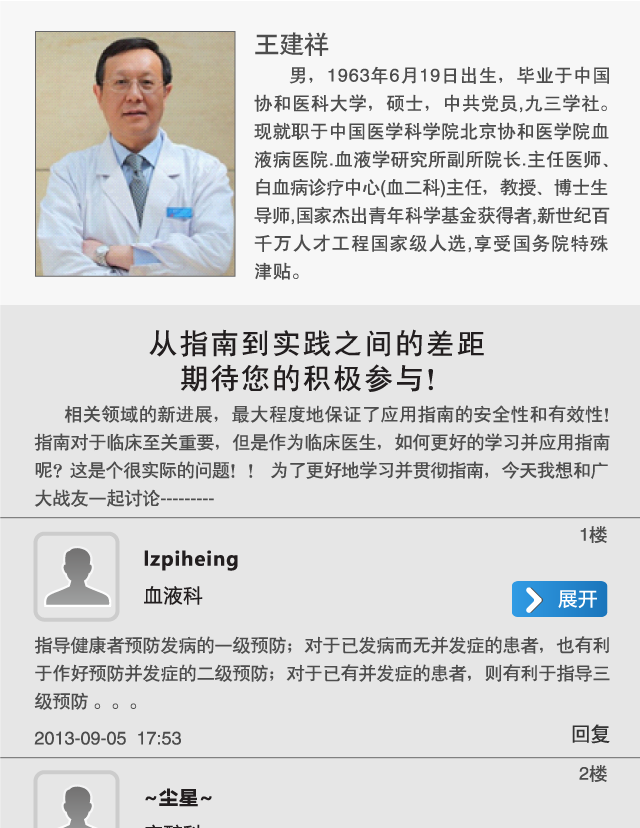 王建祥
男，1963年6月19日出生，毕业于中国
协和医科大学，硕士，中共党员,九三学社。
现就职于中国医学科学院北京协和医学院血
液病医院.血液学研究所副所院长.主任医师、
白血病诊疗中心(血二科)主任，教授、博士生
导师,国家杰出青年科学基金获得者,新世纪百
千万人才工程国家级人选,享受国务院特殊
津贴。
从指南到实践之间的差距
期待您的积极参与!
相关领域的新进展，最大程度地保证了应用指南的安全性和有效性!
指南对于临床至关重要，但是作为临床医生，如何更好的学习并应用指南
呢? 这是个很实际的问题! ! 为了更好地学习并贯彻指南，今天我想和广
大战友一起讨论---------
1楼
lzpiheing
血液科
展开
指导健康者预防发病的一级预防；对于已发病而无并发症的患者，也有利
于作好预防并发症的二级预防；对于已有并发症的患者，则有利于指导三
级预防 。。。
2013-09-05 17:53
回复
2楼
~尘星~